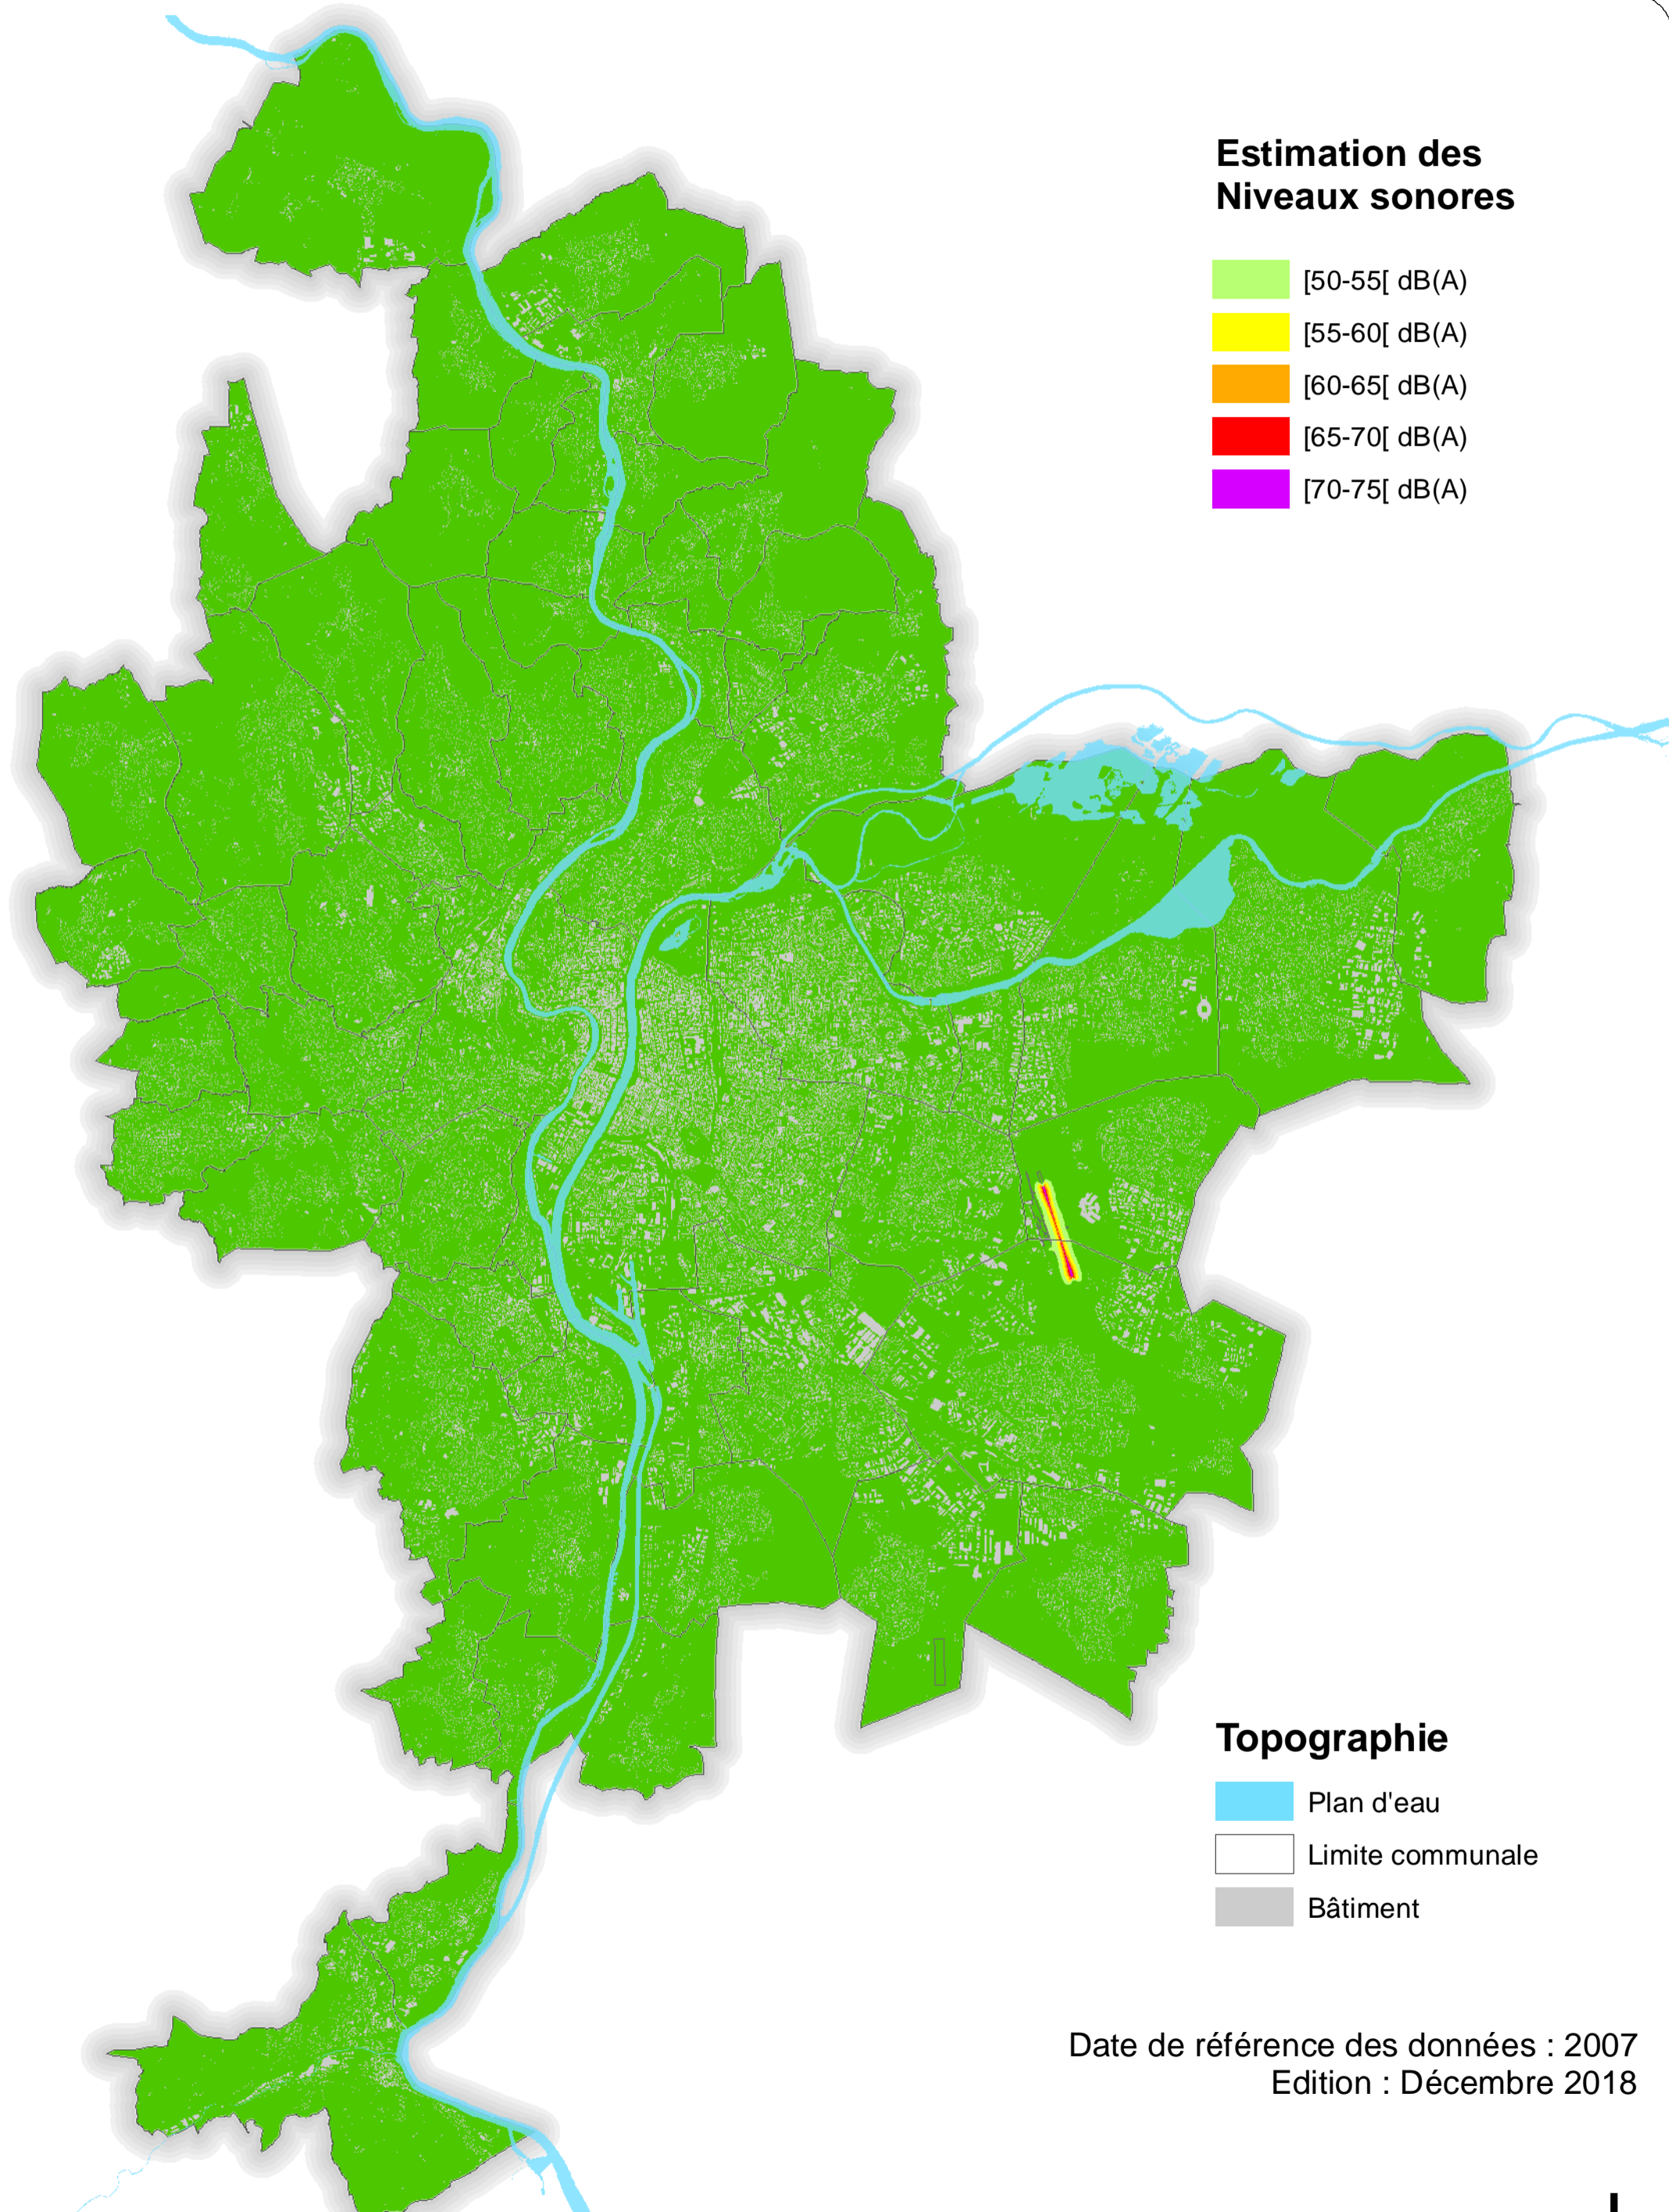 Estimation des
Niveaux sonores
[50-55[ dB(A)
[55-60[ dB(A)
[60-65[ dB(A)
[65-70[ dB(A)
[70-75[ dB(A)
Topographie
Plan d'eau
Limite communale
Bâtiment
Date de référence des données : 2007
Edition : Décembre 2018